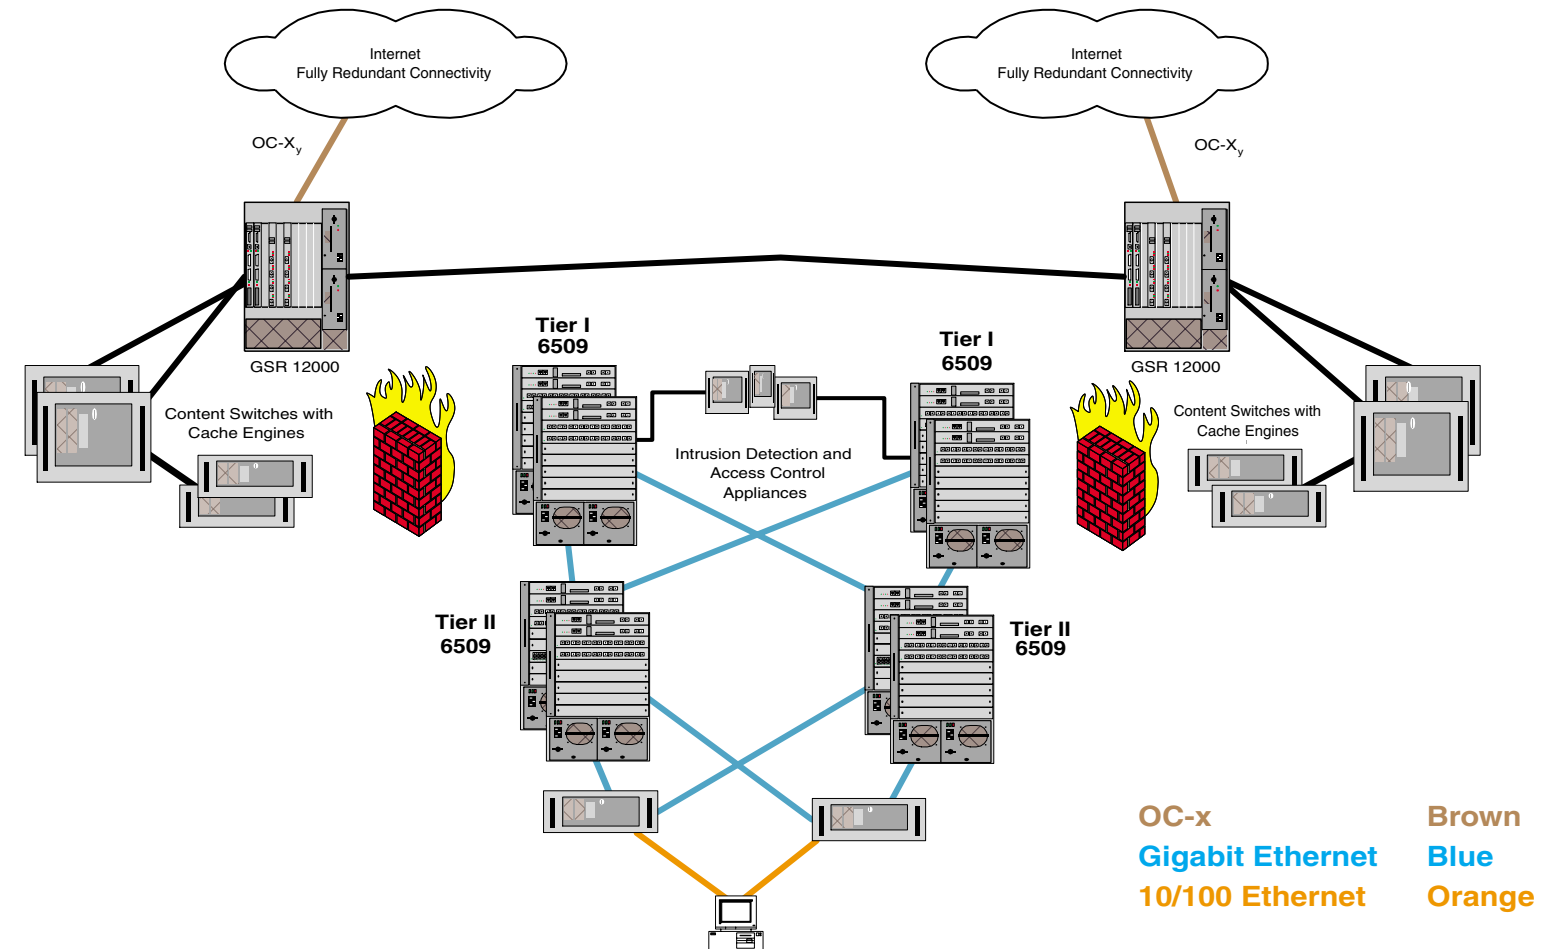 Internet
Fully Redundant Connectivity
Internet
Fully Redundant Connectivity
OC-Xy
OC-Xy
GSR 12000
GSR 12000
Tier I
6509
Tier I
6509
Content Switches with
Cache Engines
Intrusion Detection and
Access Control
Appliances
Content Switches with
Cache Engines
Tier II
6509
Tier II
6509
OC-x Brown
Gigabit Ethernet Blue
10/100 Ethernet Orange